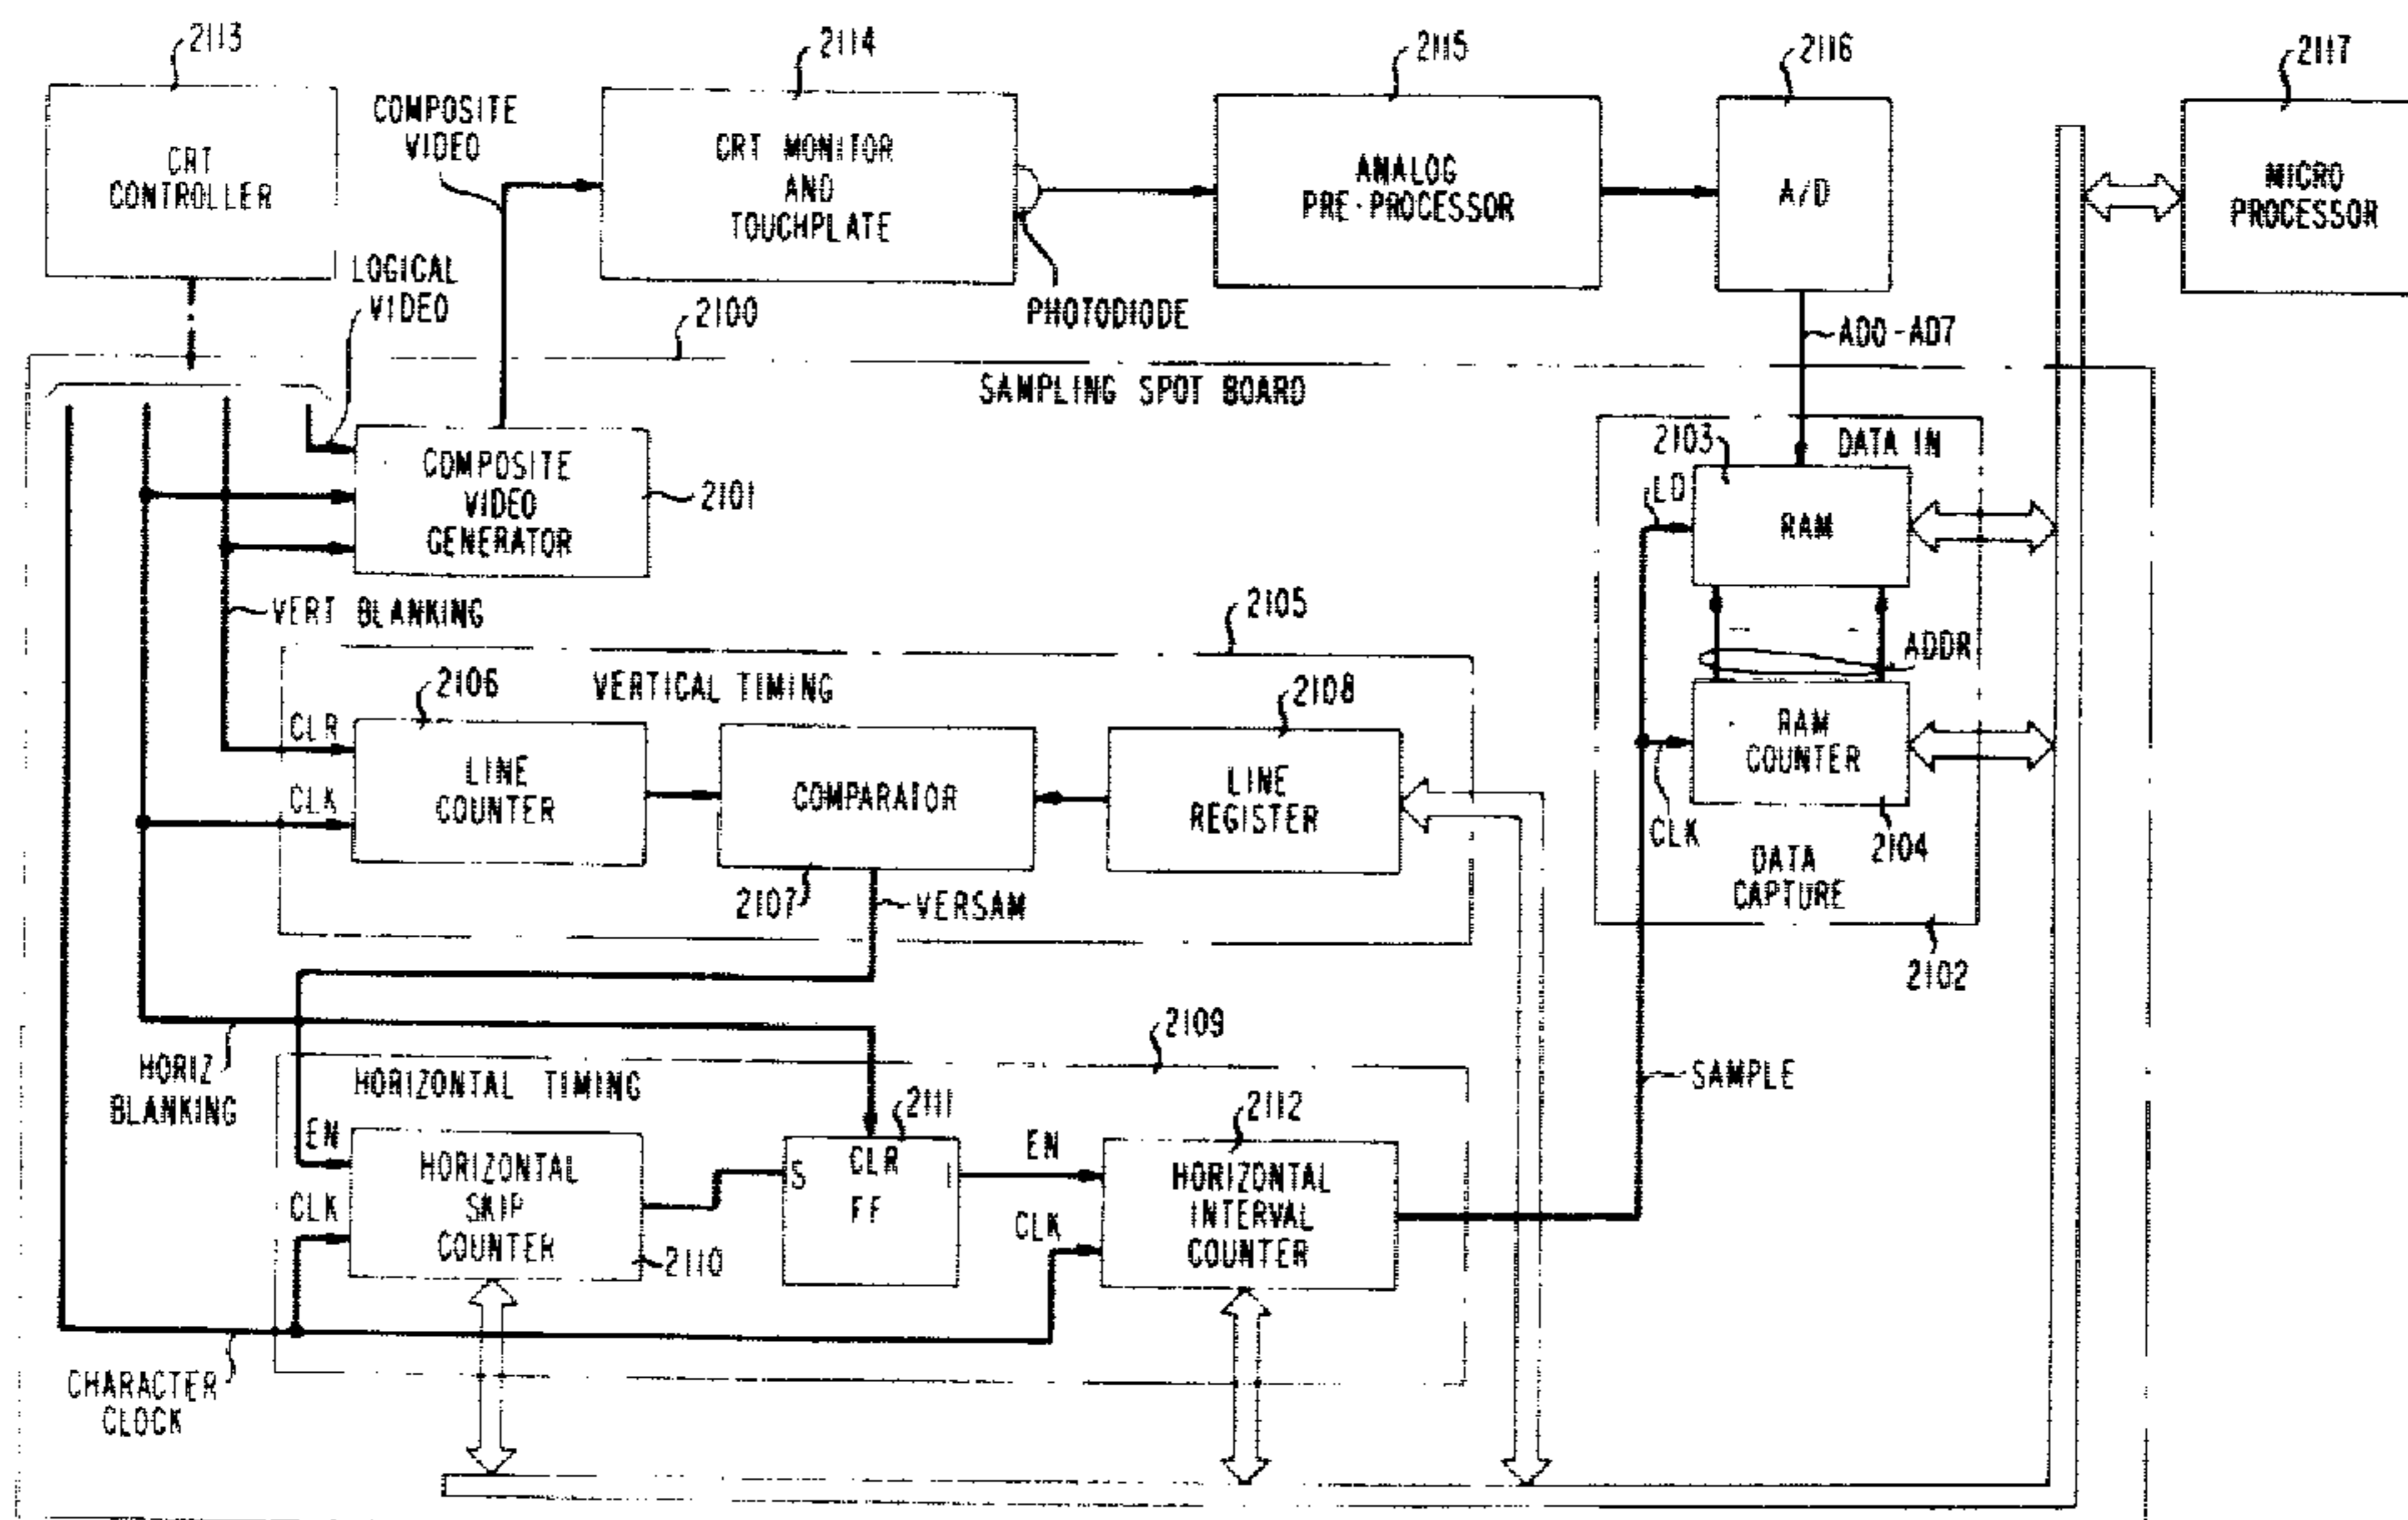 2113
2114
2115
2116
2117
COMPOSITE
VIDEO
CRT
CONTROLLER
CRT MONITOR
AND
TOUCHPLATE
ANALOG
PRE-PROCESSOR
A/D
MICRO
PROCESSOR
LOGICAL
VIDEO
2100
PHOTODIODE
AD0-AD7
SAMPLING SPOT BOARD
2103
DATA IN
COMPOSITE
VIDEO
GENERATOR
2101
LD
RAM
VERT BLANKING
2105
ADDR
2106
VERTICAL TIMING
2108
CLR
LINE
COUNTER
COMPARATOR
LINE
REGISTER
RAM
COUNTER
CLK
CLK
2104
2107
VERSAM
DATA
CAPTURE
2102
2109
HORIZ
BLANKING
HORIZONTAL TIMING
SAMPLE
2111
2112
EN
HORIZONTAL
SKIP
COUNTER
S
CLR
FF
1
EN
HORIZONTAL
INTERVAL
COUNTER
CLK
CLK
2110
CHARACTER
CLOCK